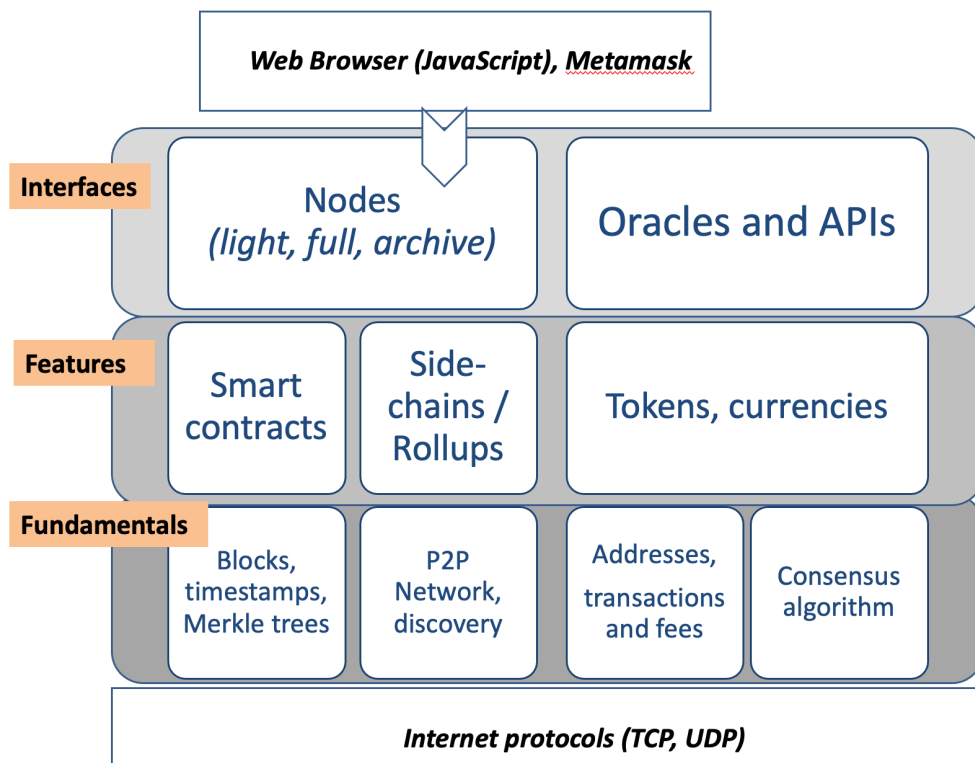 Web Browser (JavaScript), Metamask
Interfaces
Nodes
(light, full, archive)
Oracles and APIs
Features
Smart
contracts
Side-
chains /
Rollups
Tokens, currencies
Fundamentals
Blocks,
timestamps,
Merkle trees
P2P
Network,
discovery
Addresses,
transactions
and fees
Consensus
algorithm
Internet protocols (TCP, UDP)